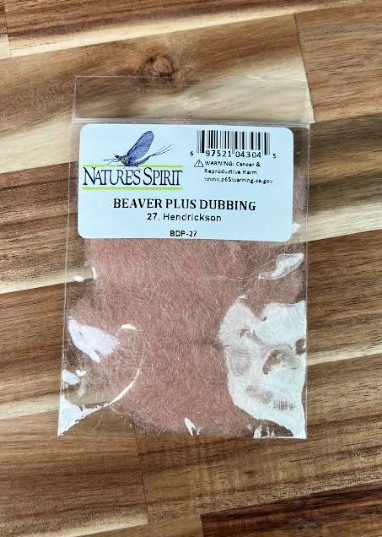 NATURE'S SPIRIT
6 97521 04304 5
⚠ WARNING: Cancer &
Reproductive Harm
www.p65warning.ca.gov
BEAVER PLUS DUBBING
27. Hendrickson
BDP-27